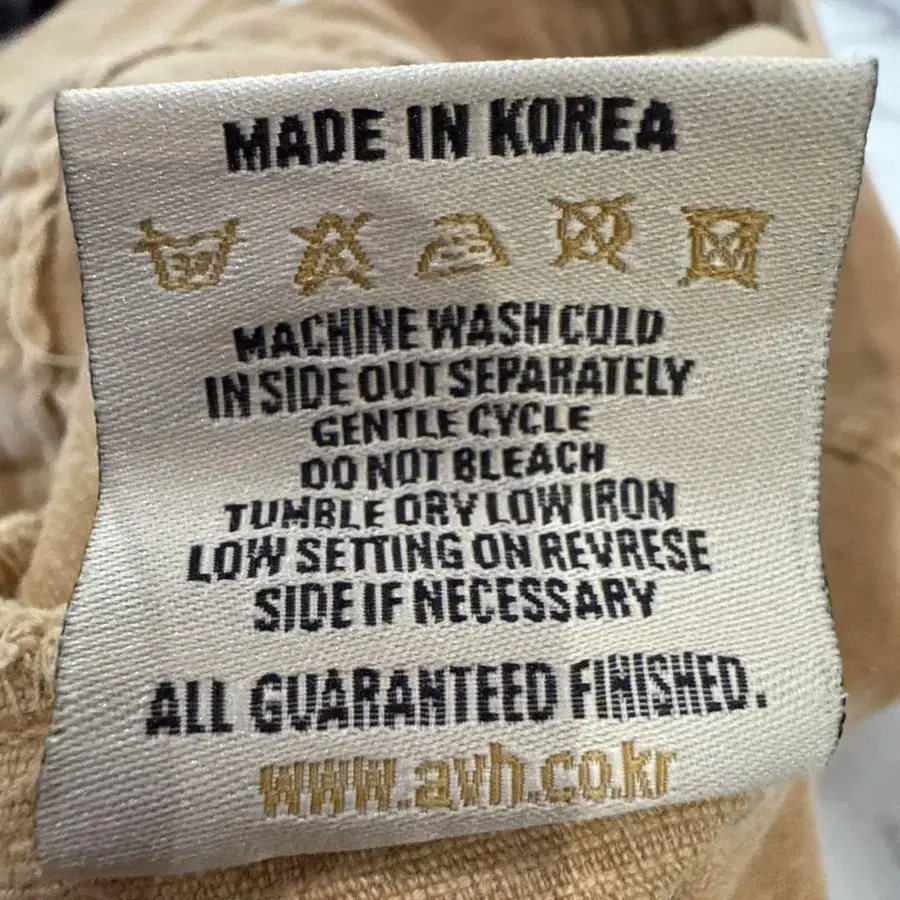 MADE IN KOREA
MACHINE WASH COLD
IN SIDE OUT SEPARATELY
GENTLE CYCLE
DO NOT BLEACH
TUMBLE DRY LOW IRON
LOW SETTING ON REVRESE
SIDE IF NECESSARY
ALL GUARANTEED FINISHED.
www.avh.co.kr